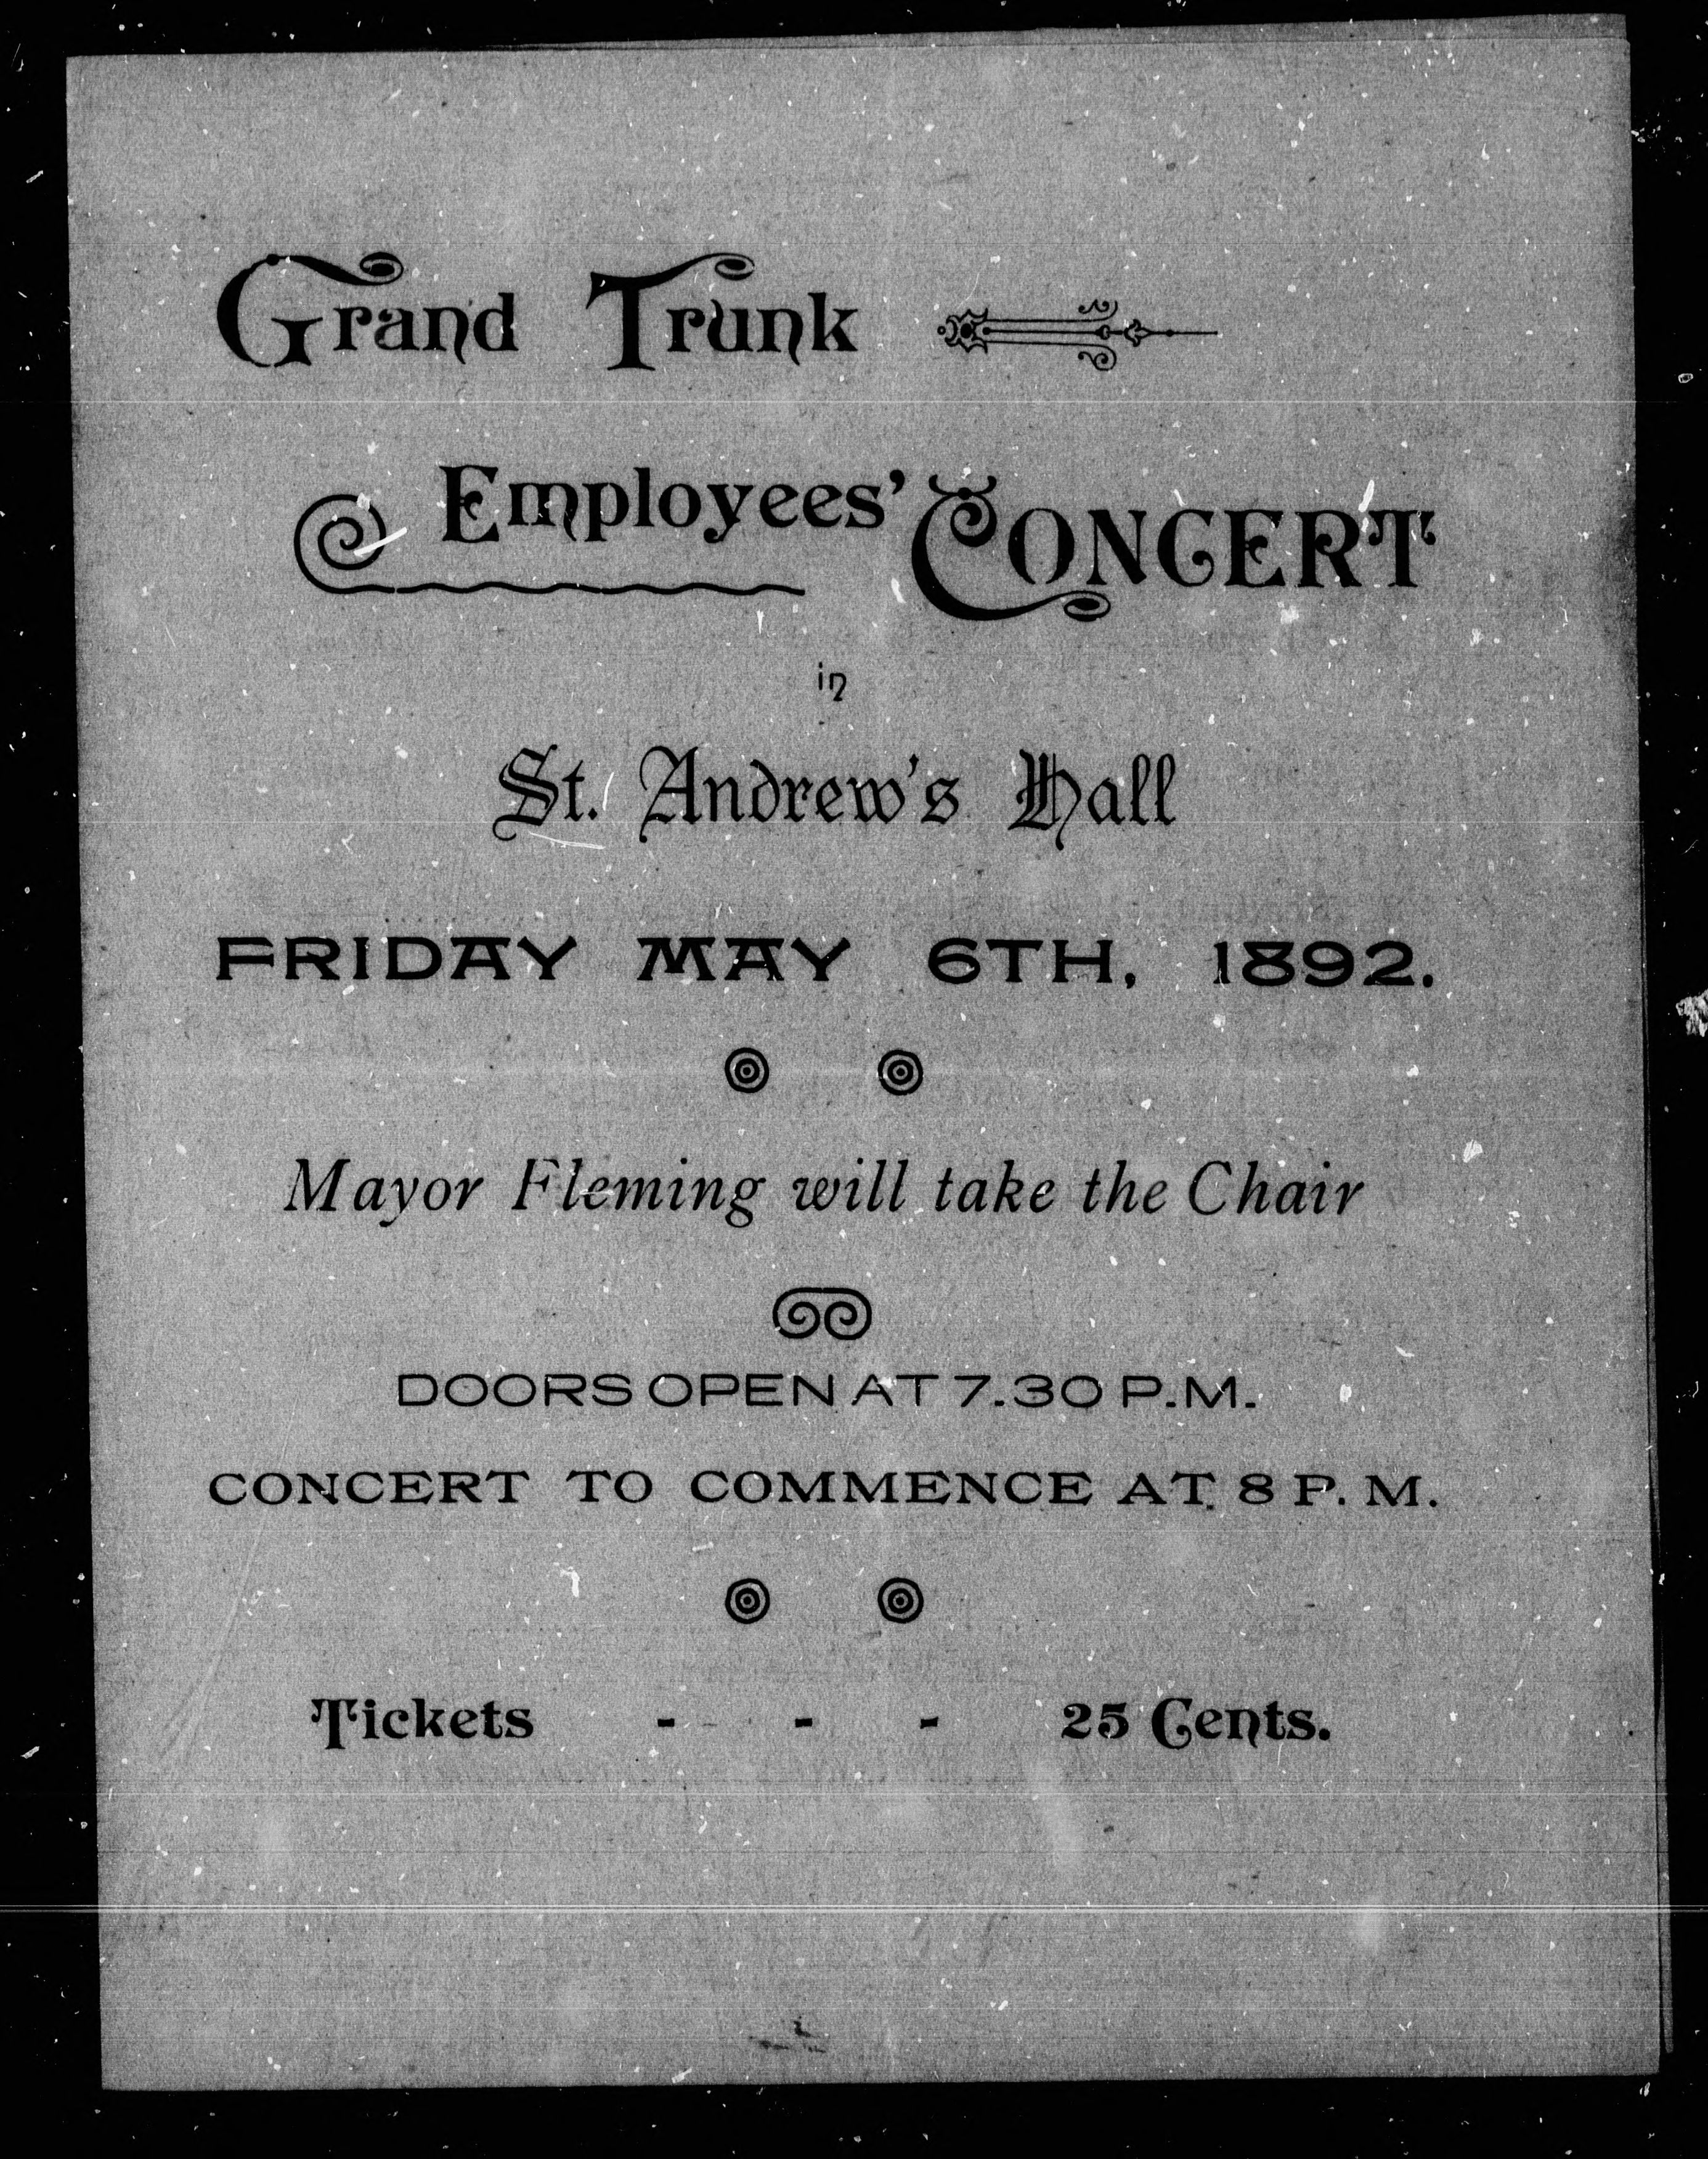 Grand Trunk
Employees' CONCERT
in
St. Andrew's Hall
FRIDAY MAY 6TH, 1892.
Mayor Fleming will take the Chair
DOORS OPEN AT 7.30 P.M.
CONCERT TO COMMENCE AT 8 P. M.
Tickets - - - 25 Cents.